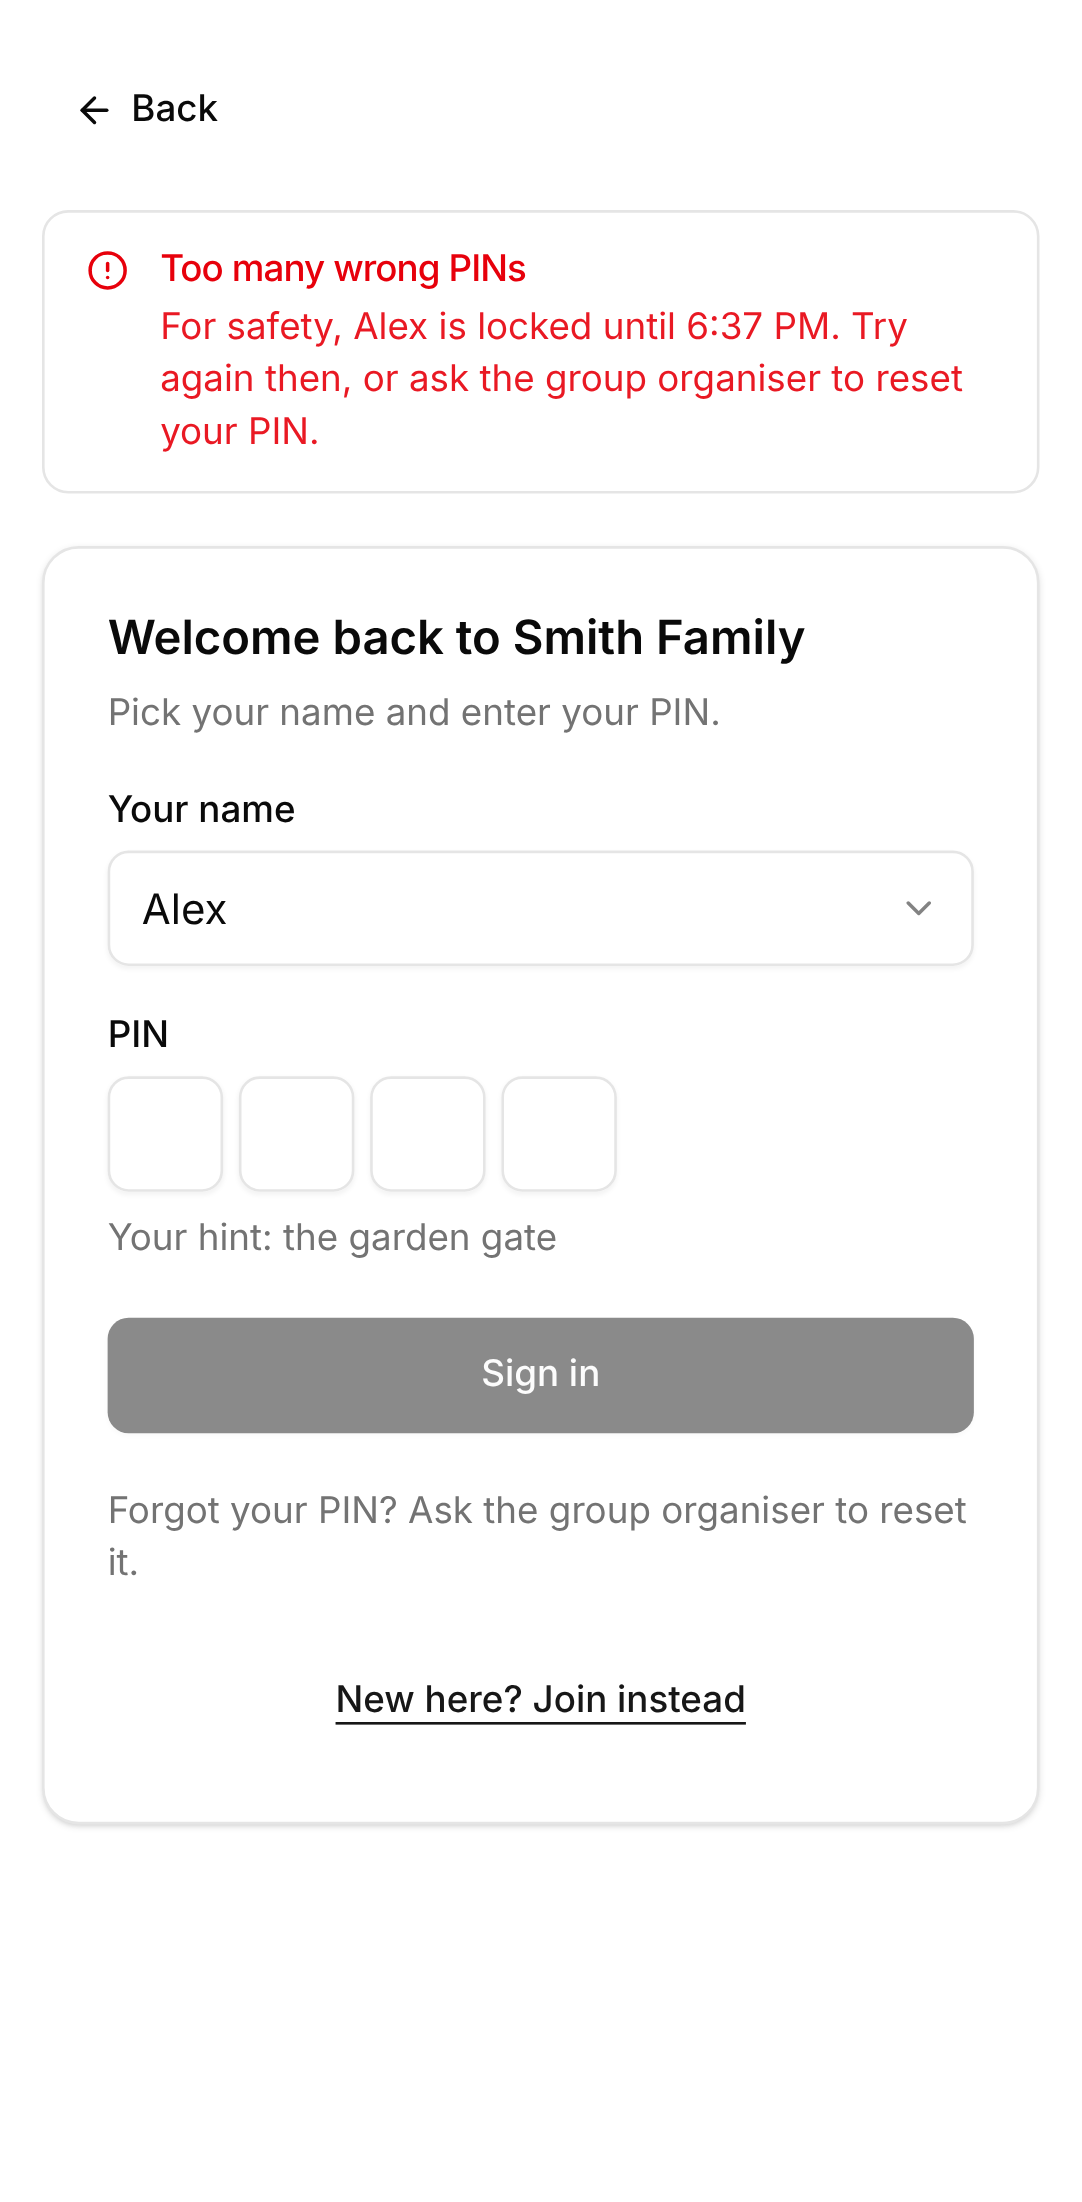 Back
Too many wrong PINs
For safety, Alex is locked until 6:37 PM. Try
again then, or ask the group organiser to reset
your PIN.
Welcome back to Smith Family
Pick your name and enter your PIN.
Your name
Alex
PIN
Your hint: the garden gate
Sign in
Forgot your PIN? Ask the group organiser to reset
it.
New here? Join instead